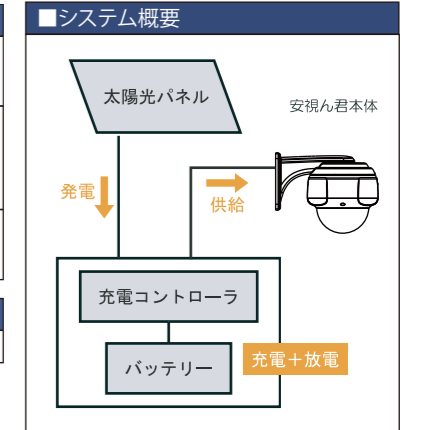 ■システム概要
太陽光パネル
安視ん君本体
発電
供給
充電コントローラ
バッテリー
充電＋放電